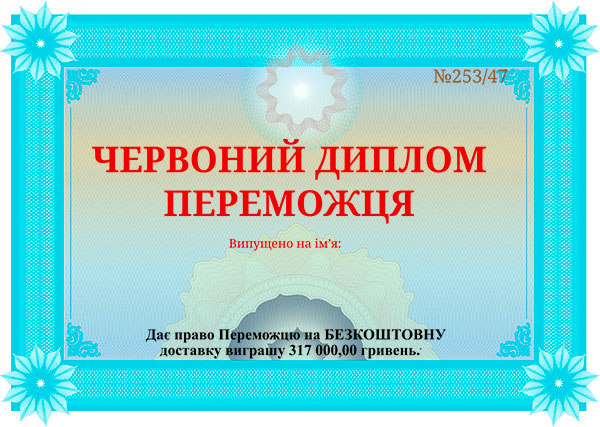 №253/47
ЧЕРВОНИЙ ДИПЛОМ
ПЕРЕМОЖЦЯ
Випущено на ім'я:
Дає право Переможцю на БЕЗКОШТОВНУ
доставку виграшу 317 000,00 гривень.